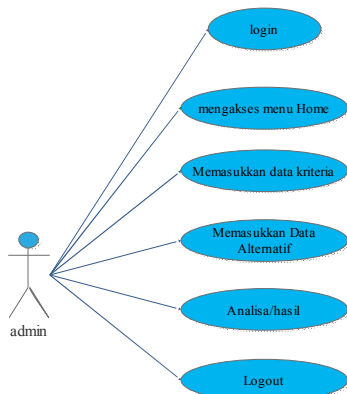 login
mengakses menu Home
Memasukkan data kriteria
Memasukkan Data
Alternatif
Analisa/hasil
admin
Logout